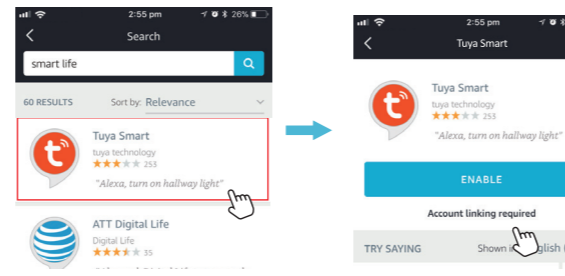 2:55 pm
26%
Search
smart life
60 RESULTS
Sort by: Relevance
Tuya Smart
tuya technology
253
"Alexa, turn on hallway light"
ATT Digital Life
Digital Life
35
2:55 pm
Tuya Smart
Tuya Smart
tuya technology
253
"Alexa, turn on hallway light"
ENABLE
Account linking required
TRY SAYING
Shown in